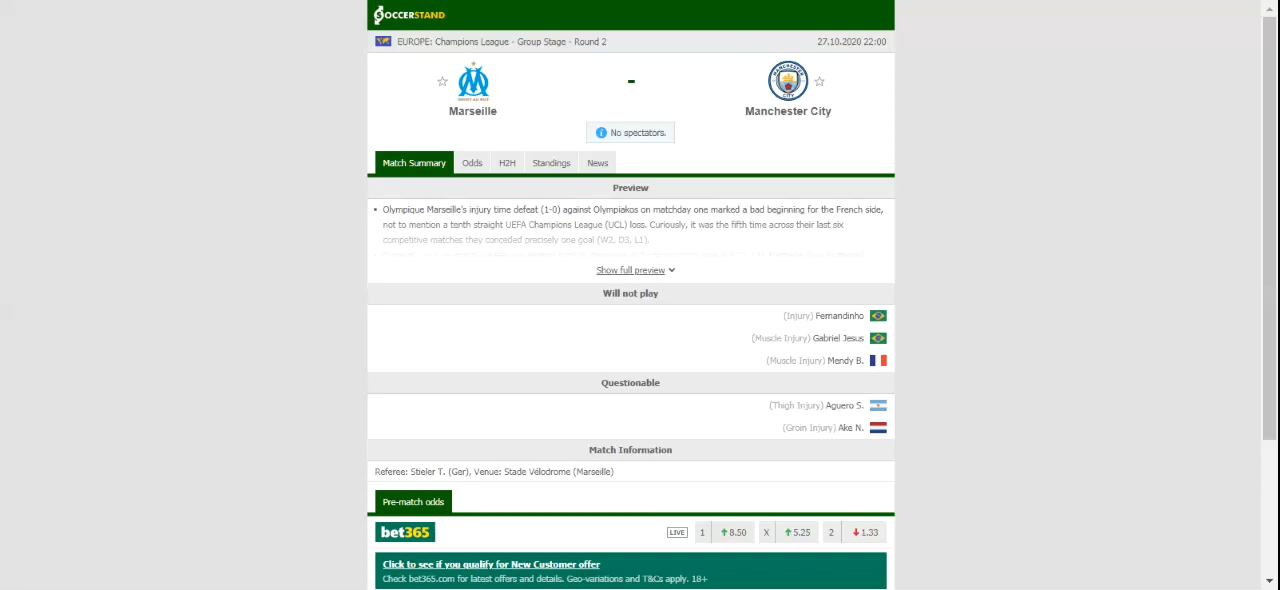 SOCCERSTAND
EUROPE: Champions League - Group Stage - Round 2 27.10.2020 22:00
Marseille Manchester City
No spectators.
Match Summary Odds H2H Standings News
Preview
• Olympique Marseille's injury time defeat (1-0) against Olympiakos on matchday one marked a bad beginning for the French side,
not to mention a tenth straight UEFA Champions League (UCL) loss. Curiously, it was the fifth time across their last six
competitive matches they conceded precisely one goal (W2, D3, L1).
Show full preview
Will not play
(Injury) Fernandinho
(Muscle Injury) Gabriel Jesus
(Muscle Injury) Mendy B.
Questionable
(Thigh Injury) Aguero S.
(Groin Injury) Ake N.
Match Information
Referee: Stieler T. (Ger), Venue: Stade Vélodrome (Marseille)
Pre-match odds
bet365 LIVE 1 8.50 X 5.25 2 1.33
Click to see if you qualify for New Customer offer
Check bet365.com for latest offers and details. Geo-variations and T&Cs apply. 18+